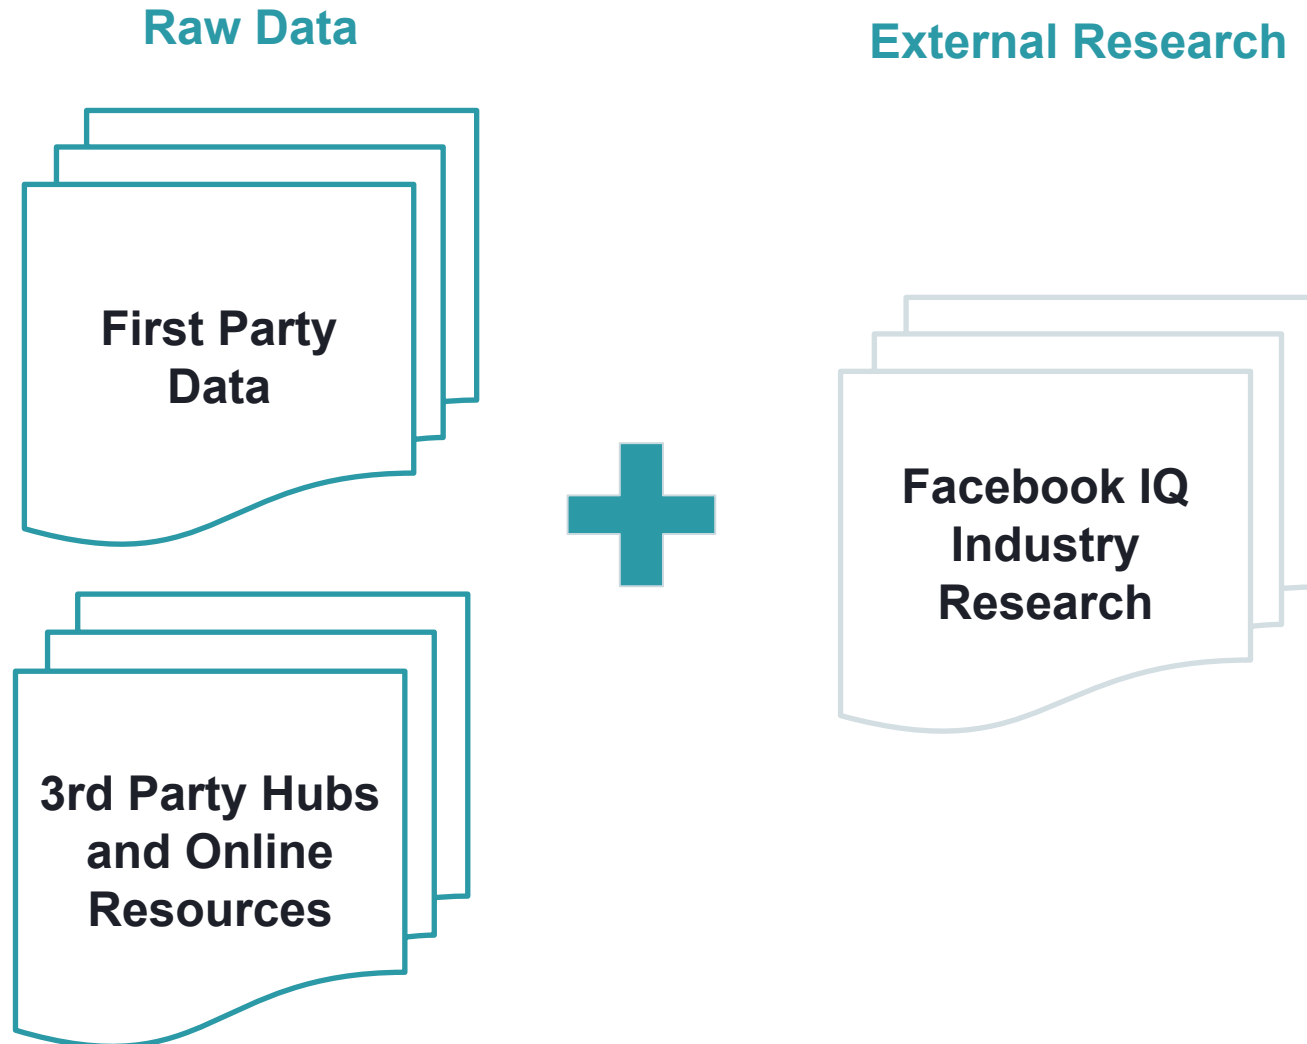 Raw Data
External Research
First Party
Data
Facebook IQ
Industry
Research
3rd Party Hubs
and Online
Resources